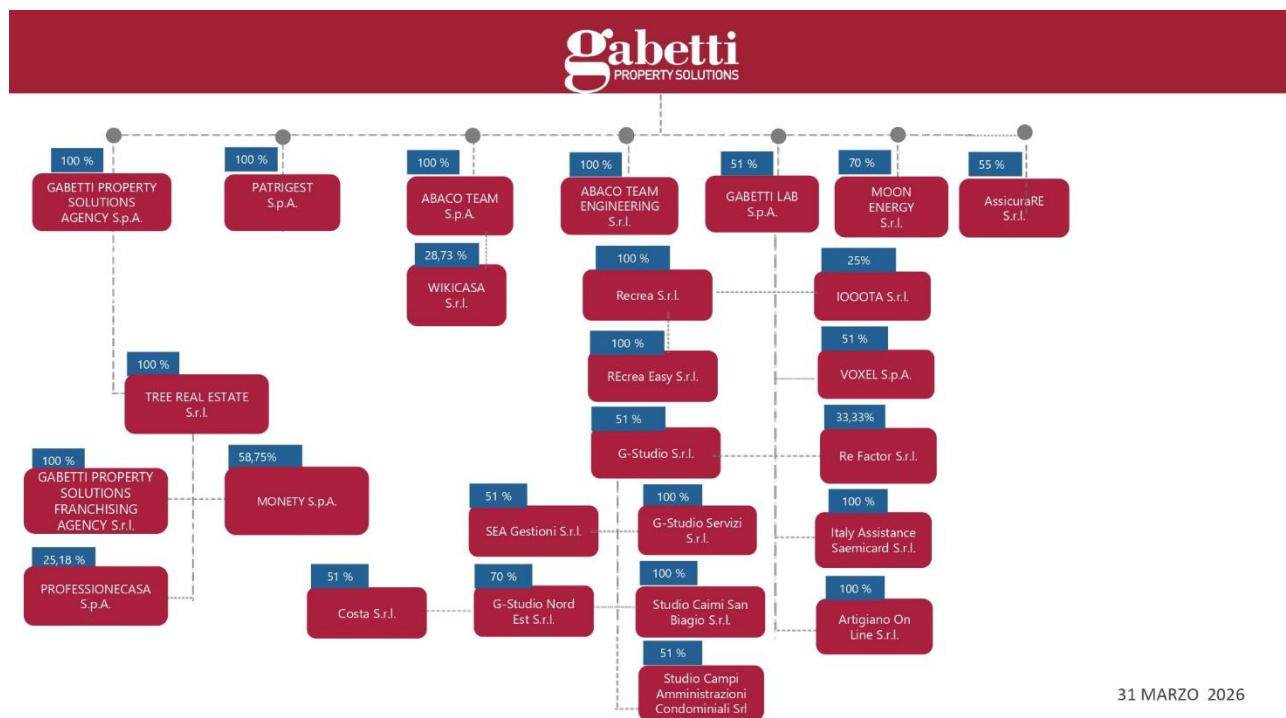 gabetti
PROPERTY SOLUTIONS
100 %
GABETTI PROPERTY
SOLUTIONS
AGENCY S.p.A.
100 %
PATRIGEST
S.p.A.
100 %
ABACO TEAM
S.p.A.
100 %
ABACO TEAM
ENGINEERING
S.r.l.
51 %
GABETTI LAB
S.p.A.
70 %
MOON
ENERGY
S.r.l.
55 %
AssicuraRE
S.r.l.
28,73 %
WIKICASA
S.r.l.
100 %
Recrea S.r.l.
25%
IOOOTA S.r.l.
100 %
REcrea Easy S.r.l.
51 %
VOXEL S.p.A.
100 %
TREE REAL ESTATE
S.r.l.
51 %
G-Studio S.r.l.
33,33%
Re Factor S.r.l.
100 %
GABETTI PROPERTY
SOLUTIONS
FRANCHISING
AGENCY S.r.l.
58,75%
MONETY S.p.A.
51 %
SEA Gestioni S.r.l.
100 %
G-Studio Servizi
S.r.l.
100 %
Italy Assistance
Saemicard S.r.l.
25,18 %
PROFESSIONECASA
S.p.A.
51 %
Costa S.r.l.
70 %
G-Studio Nord
Est S.r.l.
100 %
Studio Caimi San
Biagio S.r.l.
100 %
Artigiano On
Line S.r.l.
51 %
Studio Campi
Amministrazioni
Condominiali Srl
31 MARZO 2026